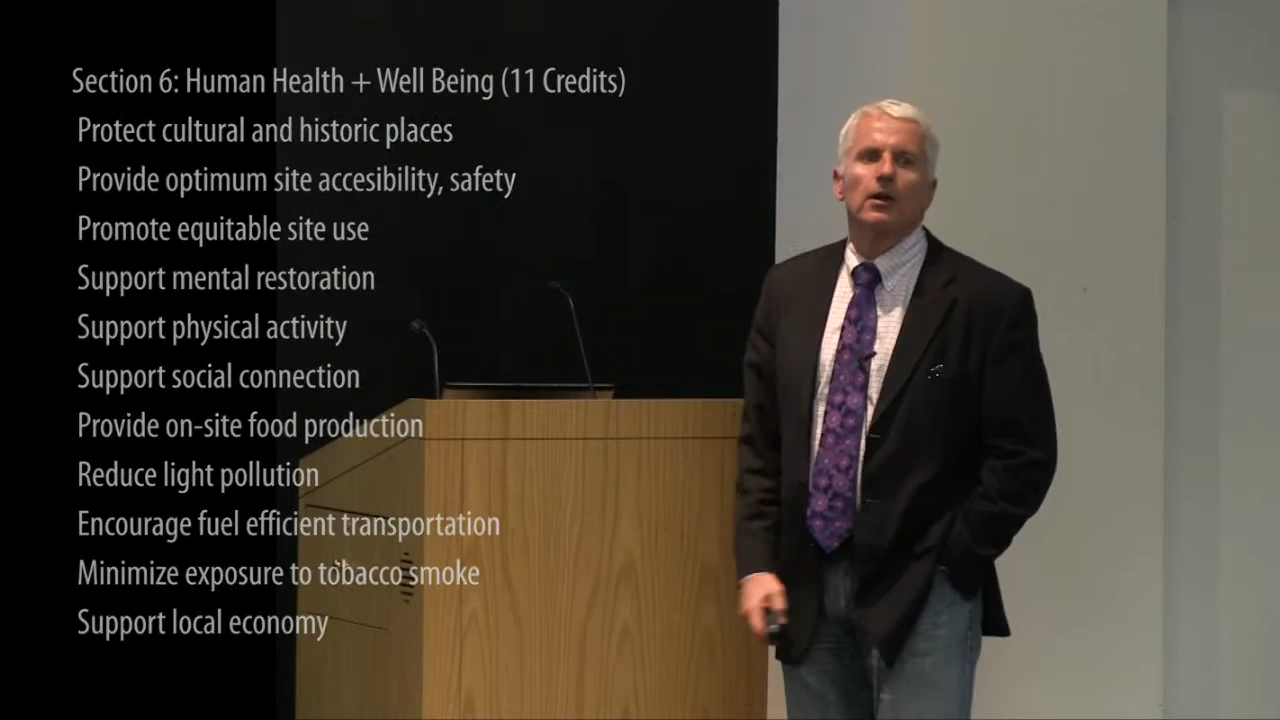 Section 6: Human Health + Well Being (11 Credits)
Protect cultural and historic places
Provide optimum site accesibility, safety
Promote equitable site use
Support mental restoration
Support physical activity
Support social connection
Provide on-site food production
Reduce light pollution
Encourage fuel efficient transportation
Minimize exposure to tobacco smoke
Support local economy